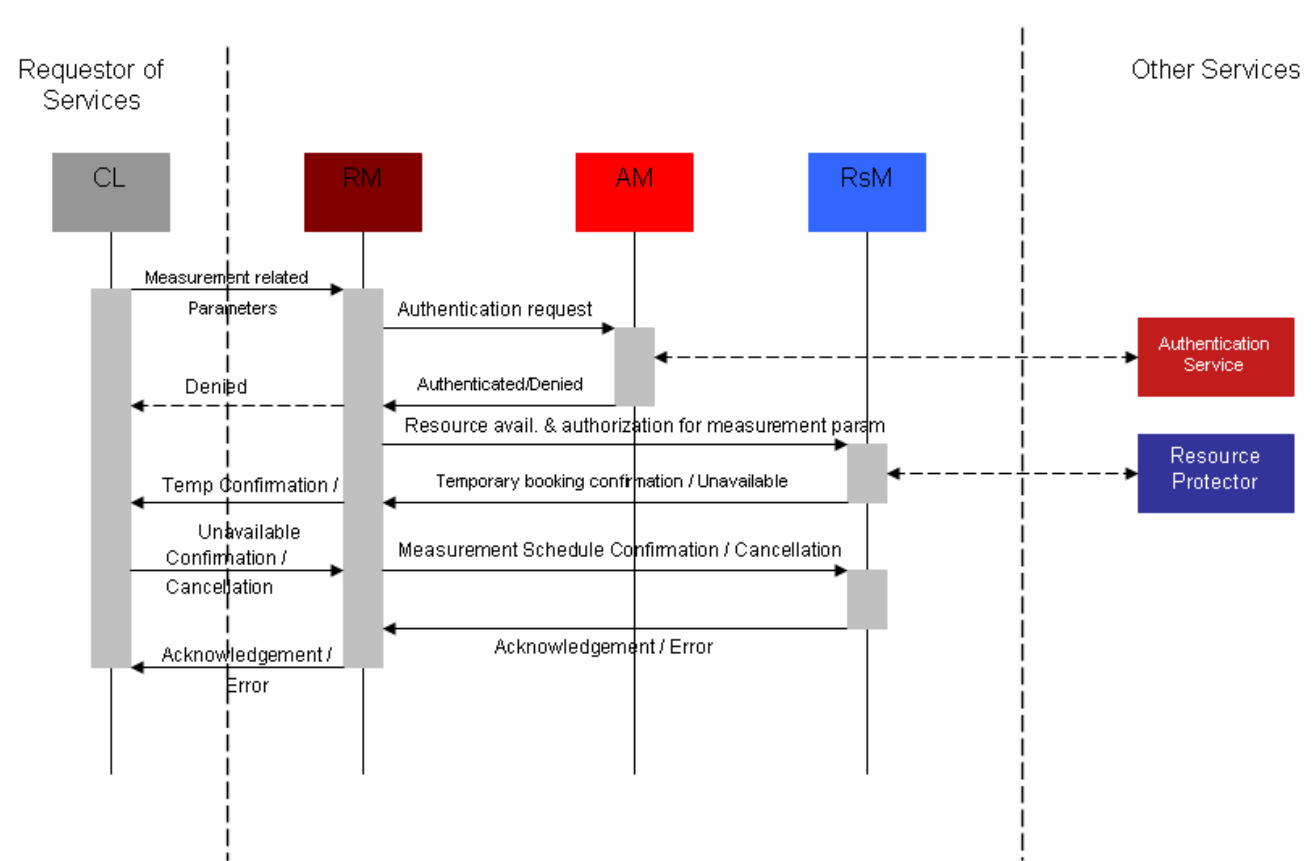 Requestor of
Services
Other Services
CL
RM
AM
RsM
Measurement related
Parameters
Authentication request
Authentication
Service
Denied
Authenticated/Denied
Resource avail. & authorization for measurement param
Resource
Protector
Temp Confirmation /
Unavailable
Temporary booking confirmation / Unavailable
Confirmation /
Cancellation
Measurement Schedule Confirmation / Cancellation
Acknowledgement / Error
Acknowledgement /
Error